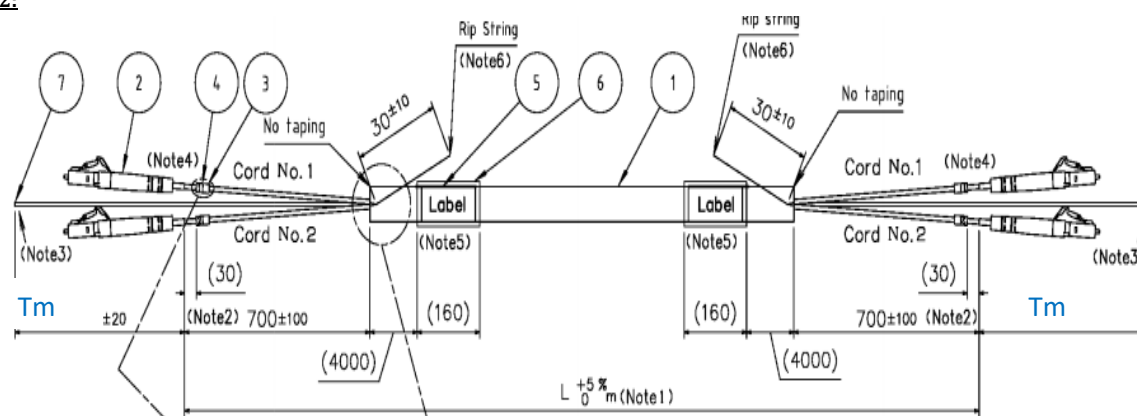 2.
Rip String
(Note6)
Rip string
(Note6)
7
2
4
3
5
6
1
No taping
30±10
30±10
No taping
(Note4)
Cord No.1
Cord No.1
(Note4)
Label
Label
(Note3)
Cord No.2
(Note5)
(Note5)
Cord No.2
(Note3
(30)
(30)
Tm
Tm
±20
(Note2) 700±100
(160)
(160)
700±100 (Note2)
(4000)
(4000)
L +5% 0 m(Note1)